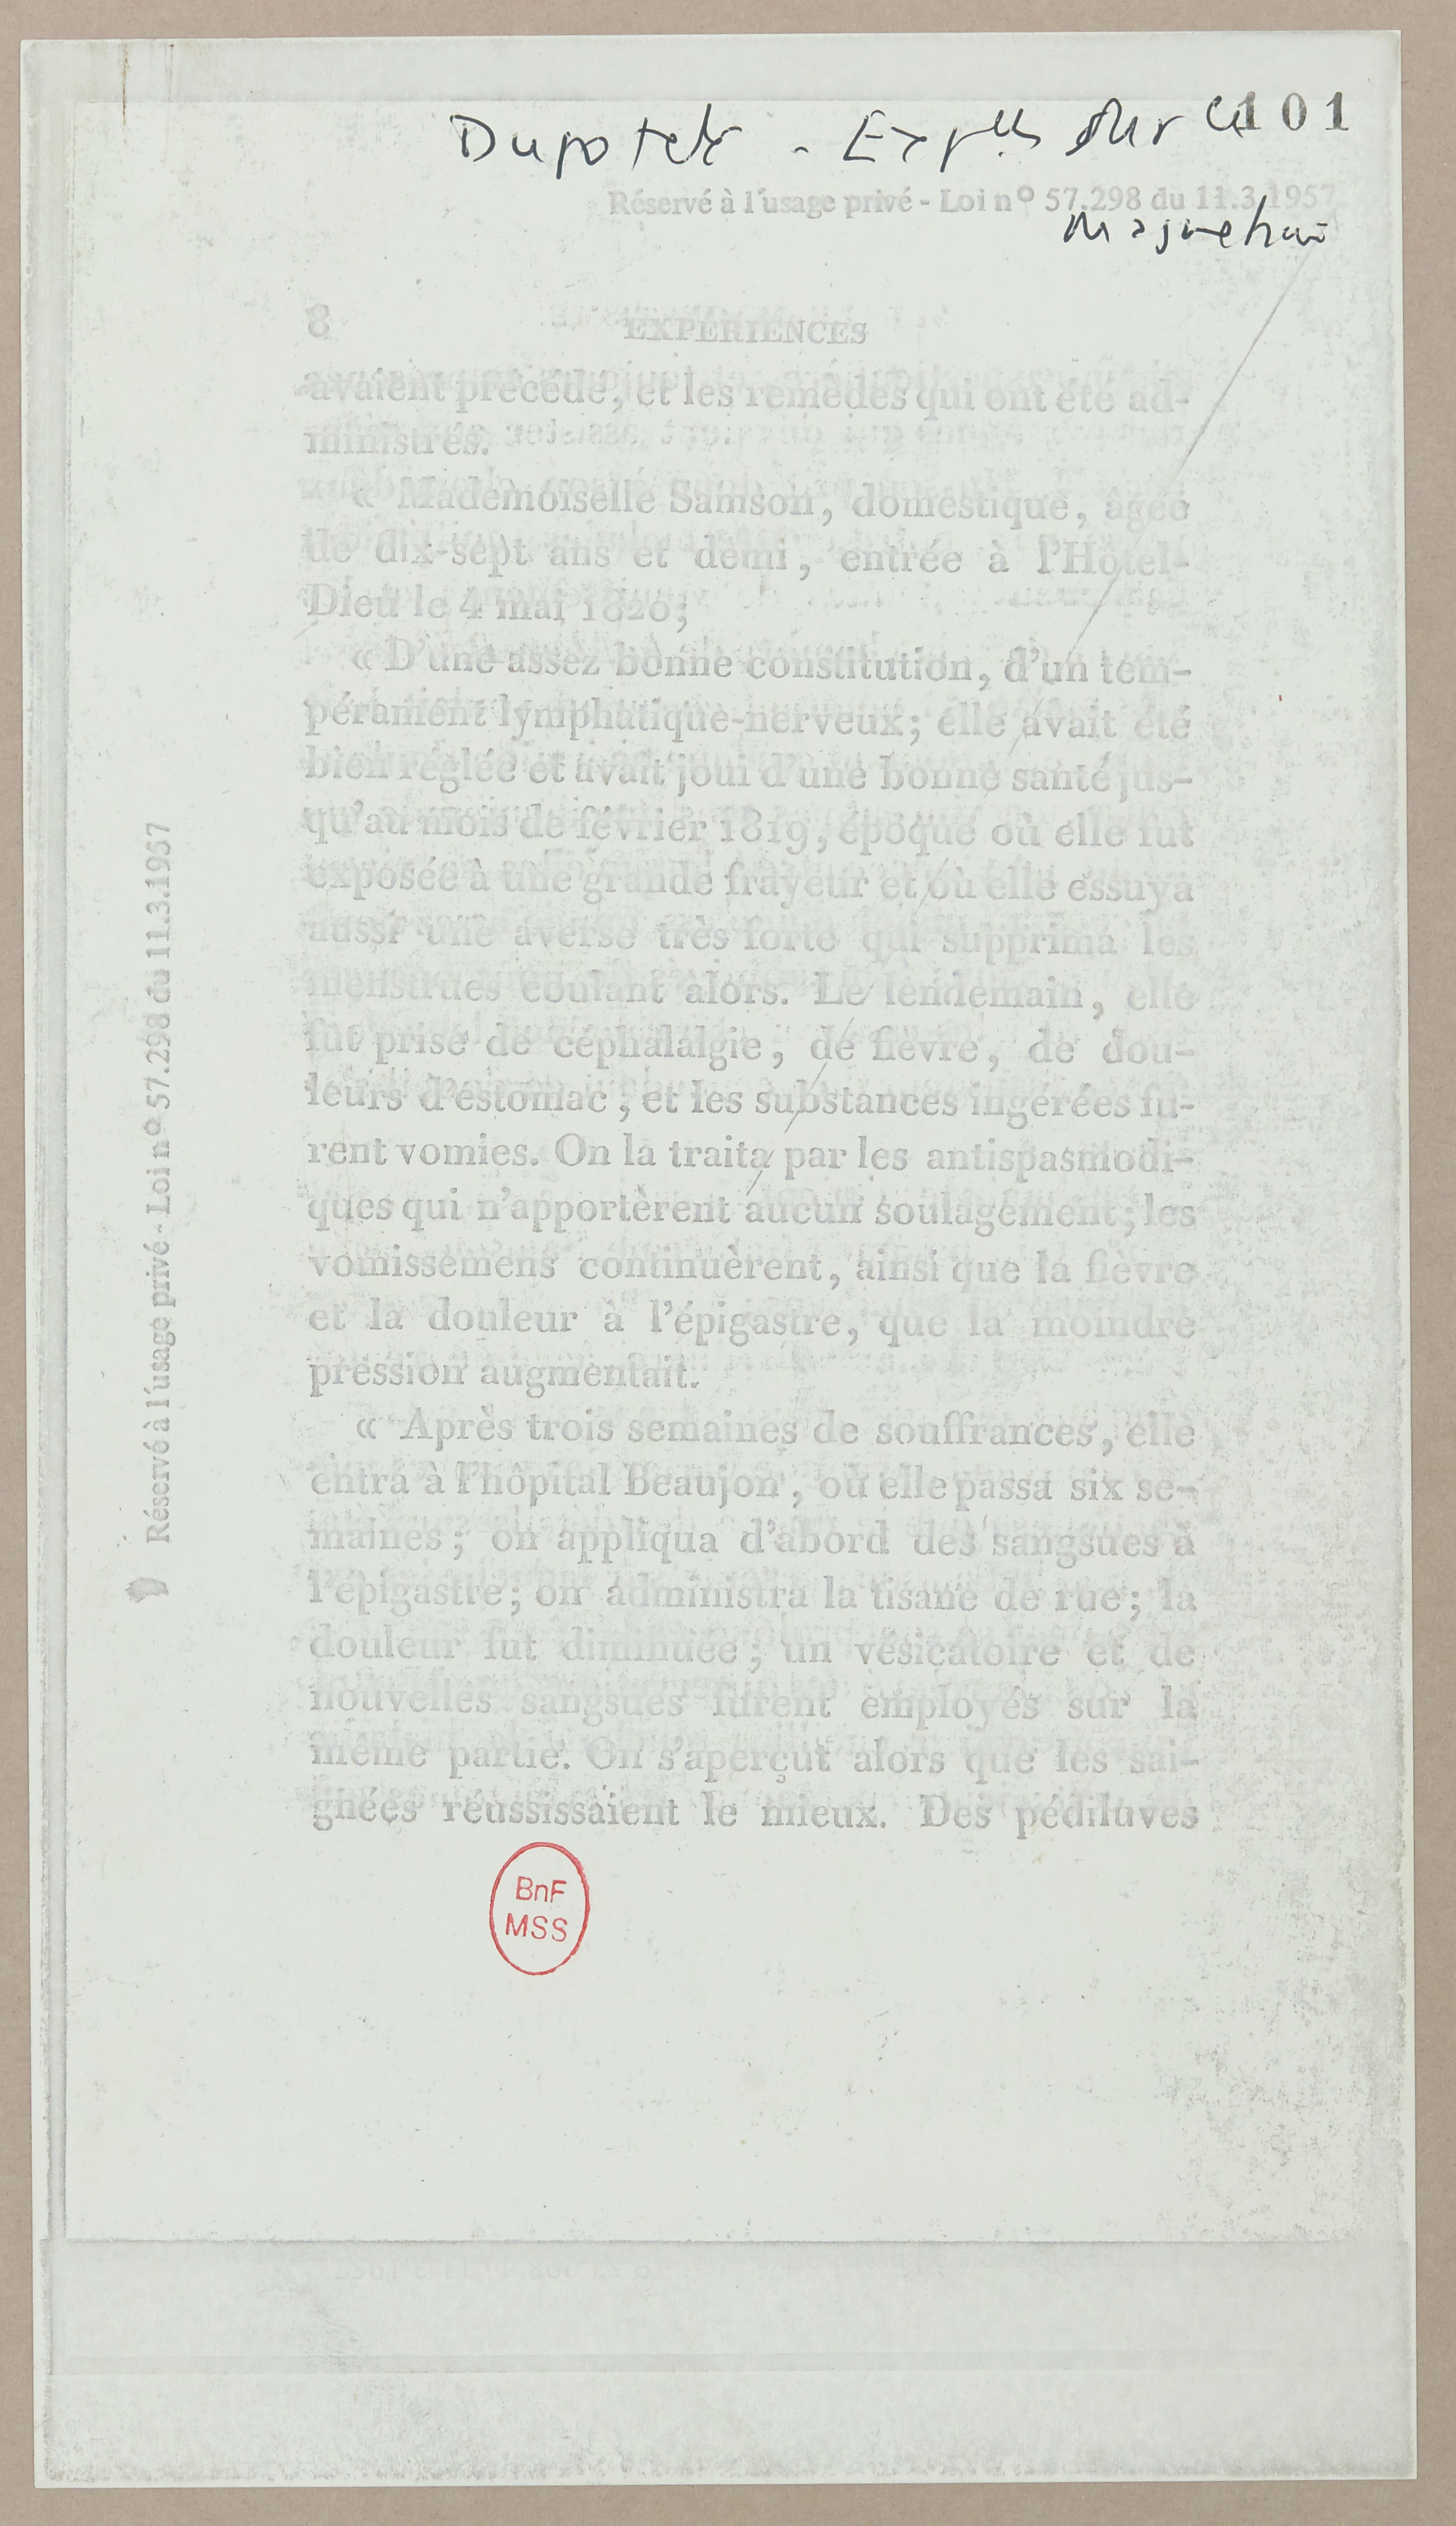 101
Dupotet - Exp<sup>ces</sup> sur le
Réservé à l'usage privé - Loi nº 57.298 du 11.3.1957
8 EXPÉRIENCES
avaient précédé, et les remèdes qui ont été ad-
ministrés.
« Mademoiselle Samson, domestique, âgée
de dix-sept ans et demi, entrée à l'Hôtel-
Dieu le 4 mai 1820;
« D'une assez bonne constitution, d'un tem-
pérament lymphatique-nerveux; elle avait été
bien réglée et avait joui d'une bonne santé jus-
qu'au mois de février 1819, époque où elle fut
exposée à une grande frayeur et où elle essuya
aussi une averse très forte qui supprima les
menstrues coulant alors. Le lendemain, elle
fut prise de céphalalgie, de fièvre, de dou-
leurs d'estomac, et les substances ingérées fu-
rent vomies. On la traita par les antispasmodi-
ques qui n'apportèrent aucun soulagement; les
vomissemens continuèrent, ainsi que la fièvre
et la douleur à l'épigastre, que la moindre
pression augmentait.
« Après trois semaines de souffrances, elle
entra à l'hôpital Beaujon, où elle passa six se-
maines; on appliqua d'abord des sangsues à
l'épigastre; on administra la tisane de rue; la
douleur fut diminuée; un vésicatoire et de
nouvelles sangsues furent employés sur la
même partie. On s'aperçut alors que les sai-
gnées réussissaient le mieux. Des pédiluves
BnF
MSS
Réservé à l'usage privé - Loi nº 57.298 du 11.3.1957